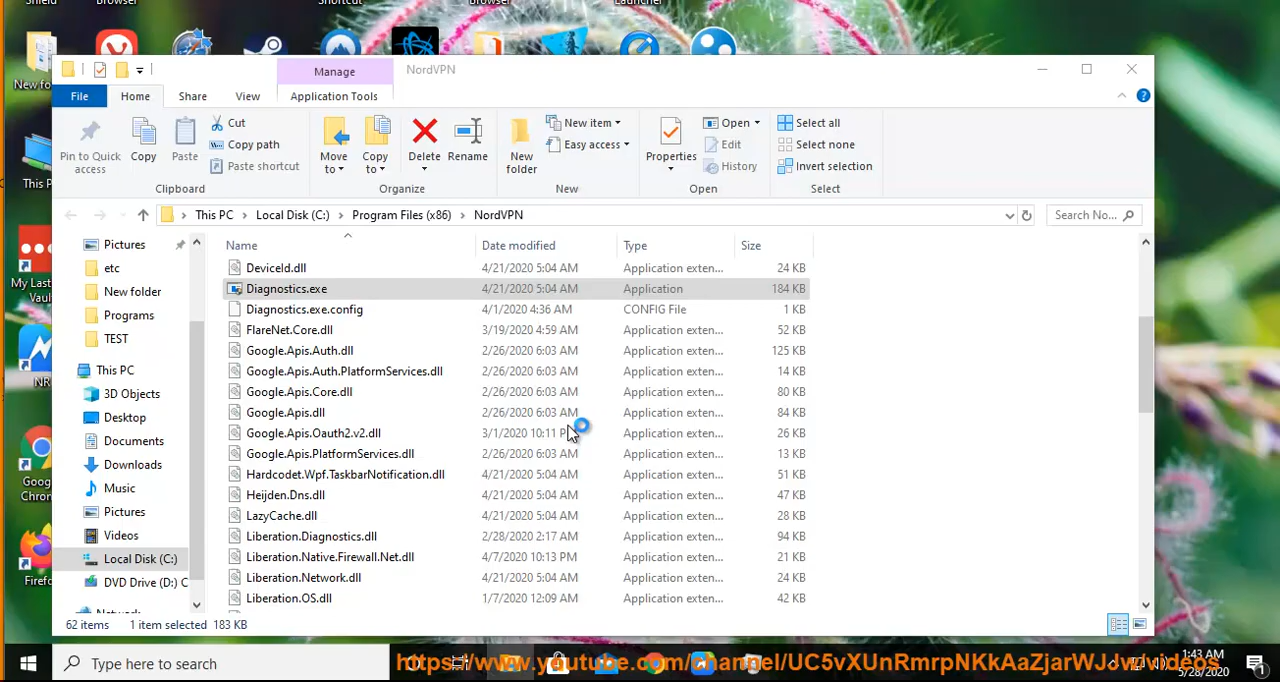 Shield
Browser
Shortcut
Browser
Launcher
New fo
Manage
NordVPN
File
Home
Share
View
Application Tools
Pin to Quick access
Copy
Paste
Cut
Copy path
Paste shortcut
Clipboard
Move to
Copy to
Delete
Rename
Organize
New folder
New item
Easy access
New
Properties
Open
Edit
History
Open
Select all
Select none
Invert selection
Select
This PC > Local Disk (C:) > Program Files (x86) > NordVPN
Search No...
This P
My Last
Vaul
NR
Goog
Chron
Firefo
Pictures
etc
New folder
Programs
TEST
This PC
3D Objects
Desktop
Documents
Downloads
Music
Pictures
Videos
Local Disk (C:)
DVD Drive (D:) C
Network
Name Date modified Type Size
DeviceId.dll 4/21/2020 5:04 AM Application exten... 24 KB
Diagnostics.exe 4/21/2020 5:04 AM Application 184 KB
Diagnostics.exe.config 4/1/2020 4:36 AM CONFIG File 1 KB
FlareNet.Core.dll 3/19/2020 4:59 AM Application exten... 52 KB
Google.Apis.Auth.dll 2/26/2020 6:03 AM Application exten... 125 KB
Google.Apis.Auth.PlatformServices.dll 2/26/2020 6:03 AM Application exten... 14 KB
Google.Apis.Core.dll 2/26/2020 6:03 AM Application exten... 80 KB
Google.Apis.dll 2/26/2020 6:03 AM Application exten... 84 KB
Google.Apis.Oauth2.v2.dll 3/1/2020 10:11 P Application exten... 26 KB
Google.Apis.PlatformServices.dll 2/26/2020 6:03 AM Application exten... 13 KB
Hardcodet.Wpf.TaskbarNotification.dll 4/21/2020 5:04 AM Application exten... 51 KB
Heijden.Dns.dll 4/21/2020 5:04 AM Application exten... 47 KB
LazyCache.dll 4/21/2020 5:04 AM Application exten... 28 KB
Liberation.Diagnostics.dll 2/28/2020 2:17 AM Application exten... 94 KB
Liberation.Native.Firewall.Net.dll 4/7/2020 10:13 PM Application exten... 21 KB
Liberation.Network.dll 4/21/2020 5:04 AM Application exten... 24 KB
Liberation.OS.dll 1/7/2020 12:09 AM Application exten... 42 KB
62 items 1 item selected 183 KB
Type here to search
https://www.youtube.com/channel/UC5vXUnRmrpNKkAaZjarWJJw/videos
1:43 AM
5/28/2020
1